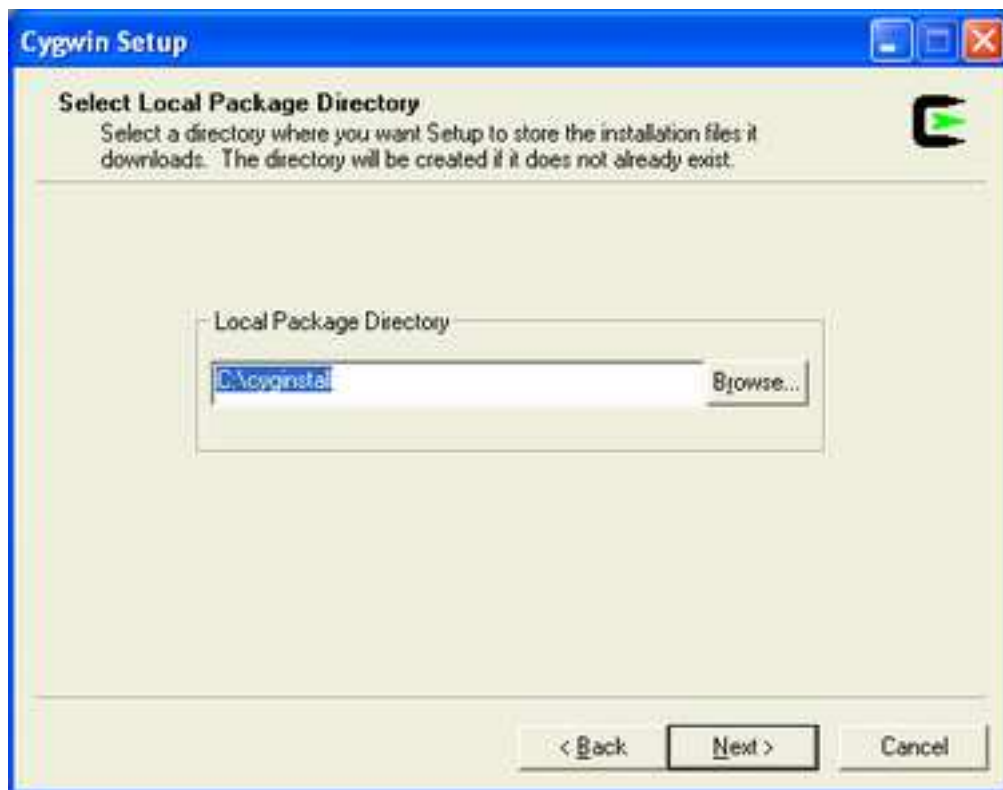 Cygwin Setup
Select Local Package Directory
Select a directory where you want Setup to store the installation files it
downloads. The directory will be created if it does not already exist.
Local Package Directory
C:\cyginstal
Browse...
< Back
Next >
Cancel